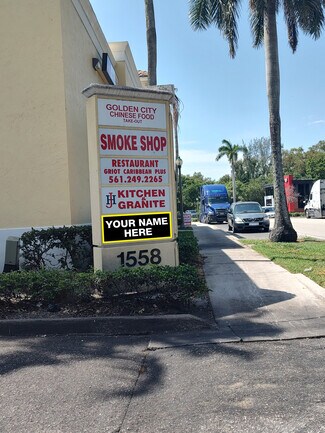 GOLDEN CITY
CHINESE FOOD
TAKE-OUT
SMOKE SHOP
RESTAURANT
GRIOT CARIBBEAN PLUS
561.249.2265
KITCHEN
& GRANITE
YOUR NAME
HERE
1558